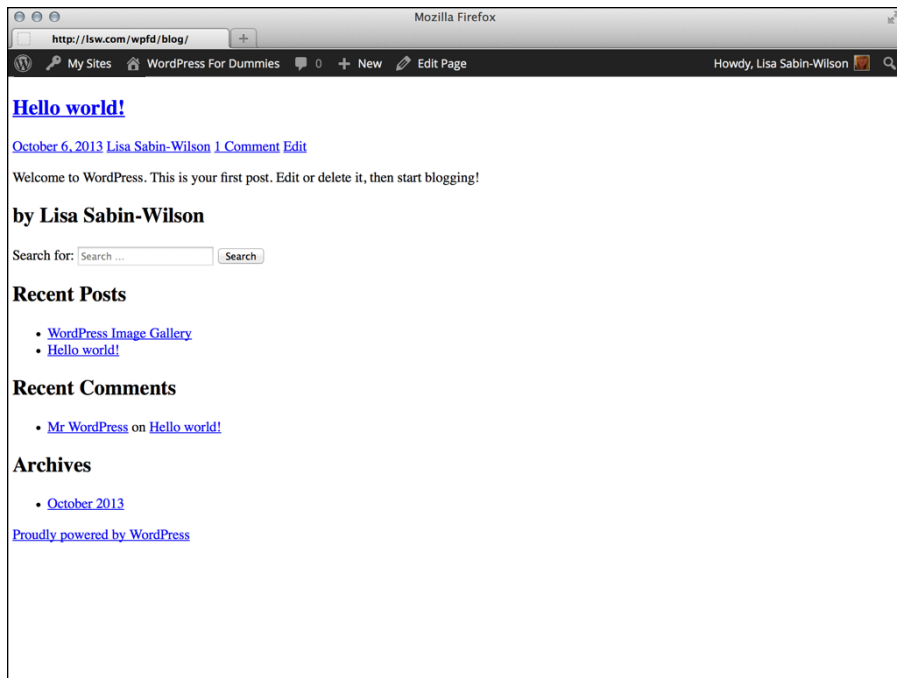 Mozilla Firefox
http://lsw.com/wpfd/blog/ +
My Sites WordPress For Dummies 0 + New Edit Page Howdy, Lisa Sabin-Wilson
Hello world!
October 6, 2013 Lisa Sabin-Wilson 1 Comment Edit
Welcome to WordPress. This is your first post. Edit or delete it, then start blogging!
by Lisa Sabin-Wilson
Search for: Search ... Search
Recent Posts
• WordPress Image Gallery
• Hello world!
Recent Comments
• Mr WordPress on Hello world!
Archives
• October 2013
Proudly powered by WordPress